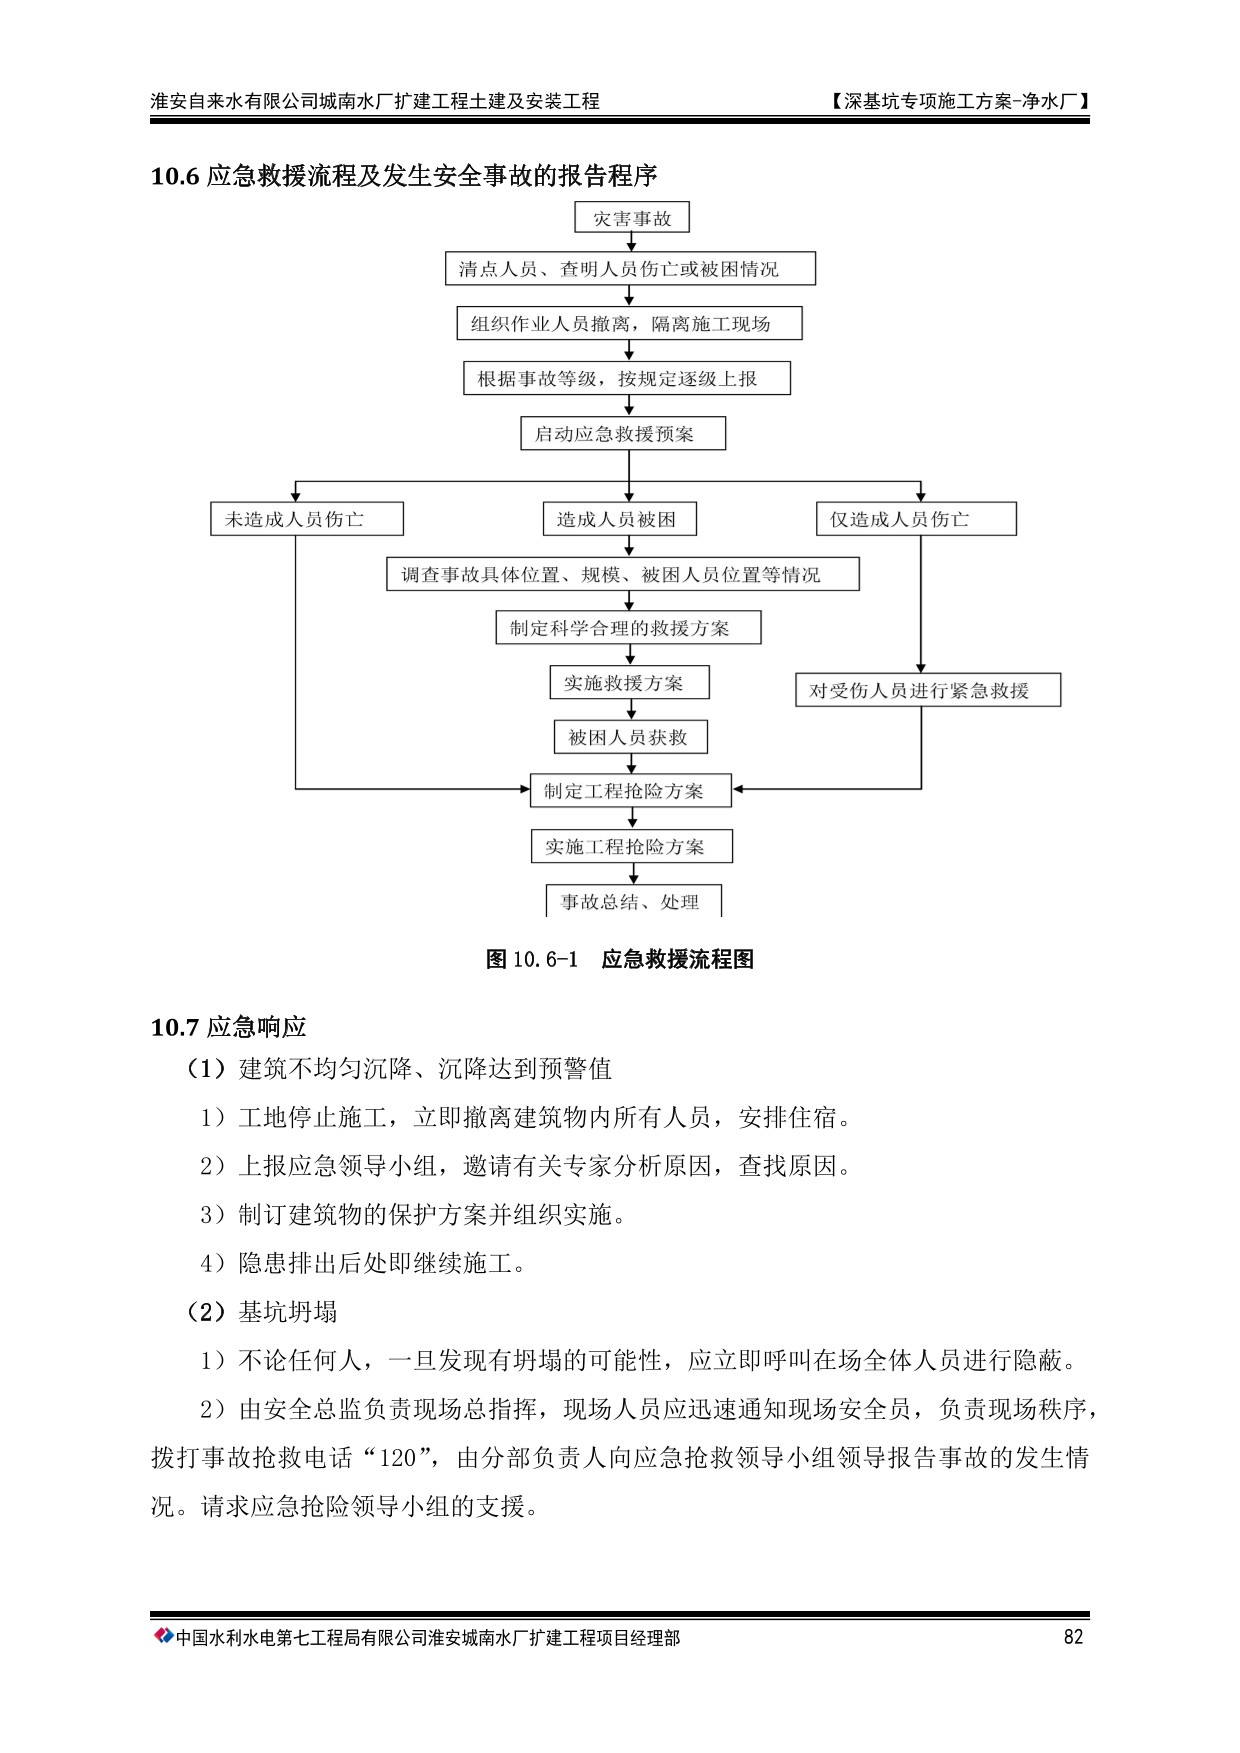 淮安自来水有限公司城南水厂扩建工程土建及安装工程 【深基坑专项施工方案-净水厂】
10.6 应急救援流程及发生安全事故的报告程序
灾害事故
清点人员、查明人员伤亡或被困情况
组织作业人员撤离，隔离施工现场
根据事故等级，按规定逐级上报
启动应急救援预案
未造成人员伤亡 造成人员被困 仅造成人员伤亡
调查事故具体位置、规模、被困人员位置等情况
制定科学合理的救援方案
实施救援方案
对受伤人员进行紧急救援
被困人员获救
制定工程抢险方案
实施工程抢险方案
事故总结、处理
图 10.6-1 应急救援流程图
10.7 应急响应
（1）建筑不均匀沉降、沉降达到预警值
1）工地停止施工，立即撤离建筑物内所有人员，安排住宿。
2）上报应急领导小组，邀请有关专家分析原因，查找原因。
3）制订建筑物的保护方案并组织实施。
4）隐患排出后处即继续施工。
（2）基坑坍塌
1）不论任何人，一旦发现有坍塌的可能性，应立即呼叫在场全体人员进行隐蔽。
2）由安全总监负责现场总指挥，现场人员应迅速通知现场安全员，负责现场秩序，
拨打事故抢救电话“120”，由分部负责人向应急抢救领导小组领导报告事故的发生情
况。请求应急抢险领导小组的支援。
中国水利水电第七工程局有限公司淮安城南水厂扩建工程项目经理部 82